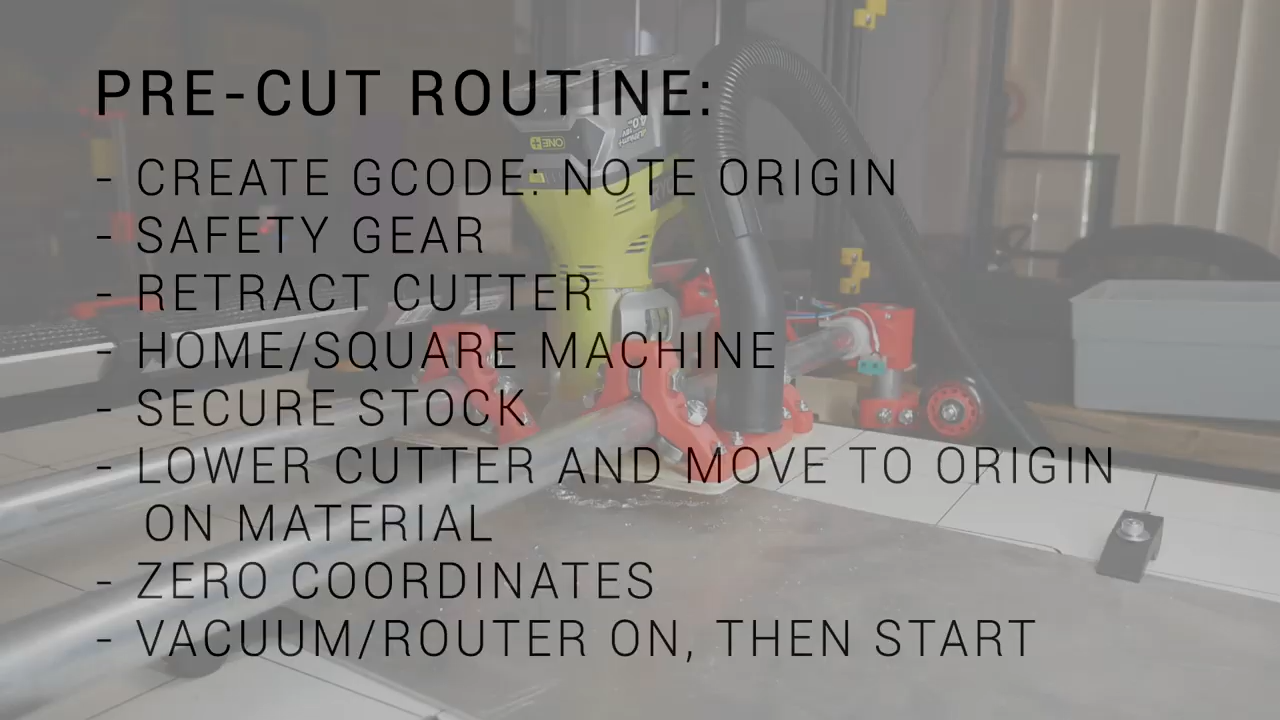 PRE-CUT ROUTINE:
- CREATE GCODE: NOTE ORIGIN
- SAFETY GEAR
- RETRACT CUTTER
- HOME/SQUARE MACHINE
- SECURE STOCK
- LOWER CUTTER AND MOVE TO ORIGIN
ON MATERIAL
- ZERO COORDINATES
- VACUUM/ROUTER ON, THEN START
ONE+